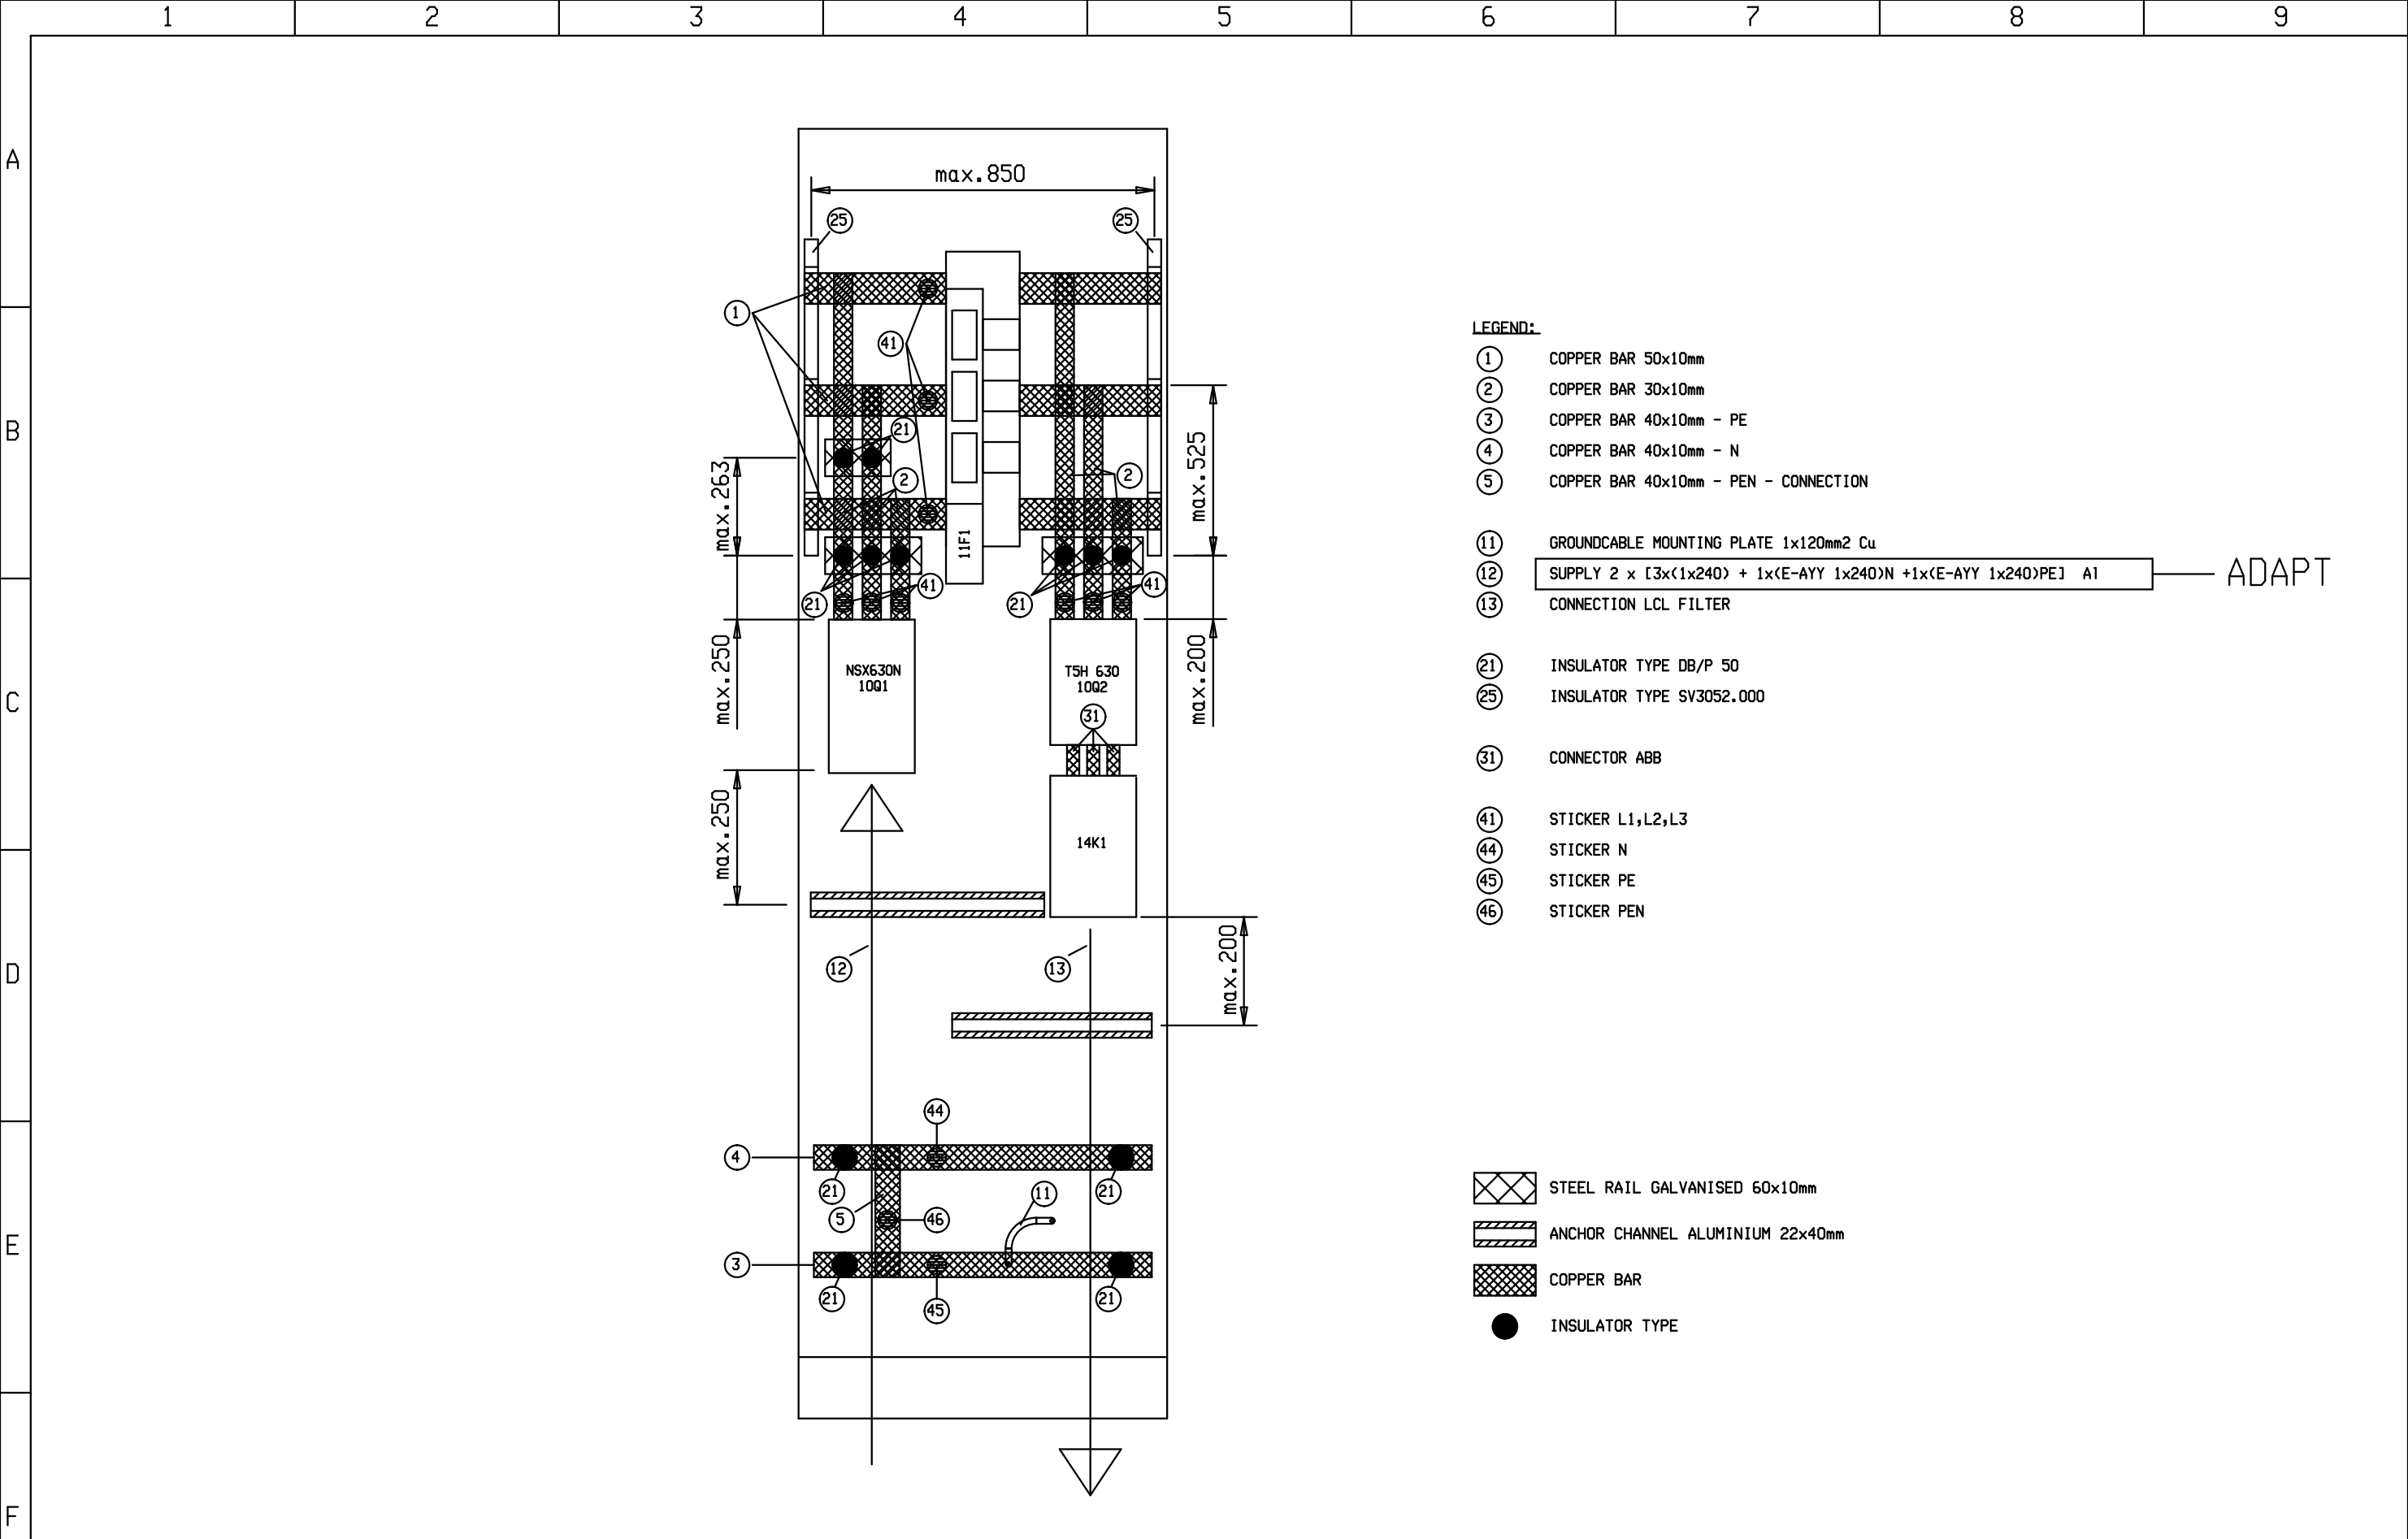 1 2 3 4 5 6 7 8 9
A
B
C
D
E
F
max.850
25 25
1
41
21
2
2
max.263
max.525
11F1
21
41
21
41
max.250
max.200
NSX630N
10Q1
T5H 630
10Q2
31
max.250
14K1
12
13
max.200
44
4
21
21
11
5
46
3
21
21
45
LEGEND:
1 COPPER BAR 50x10mm
2 COPPER BAR 30x10mm
3 COPPER BAR 40x10mm - PE
4 COPPER BAR 40x10mm - N
5 COPPER BAR 40x10mm - PEN - CONNECTION
11 GROUNDCABLE MOUNTING PLATE 1x120mm2 Cu
12 SUPPLY 2 x [3x(1x240) + 1x(E-AYY 1x240)N +1x(E-AYY 1x240)PE] Al ADAPT
13 CONNECTION LCL FILTER
21 INSULATOR TYPE DB/P 50
25 INSULATOR TYPE SV3052.000
31 CONNECTOR ABB
41 STICKER L1,L2,L3
44 STICKER N
45 STICKER PE
46 STICKER PEN
STEEL RAIL GALVANISED 60x10mm
ANCHOR CHANNEL ALUMINIUM 22x40mm
COPPER BAR
INSULATOR TYPE